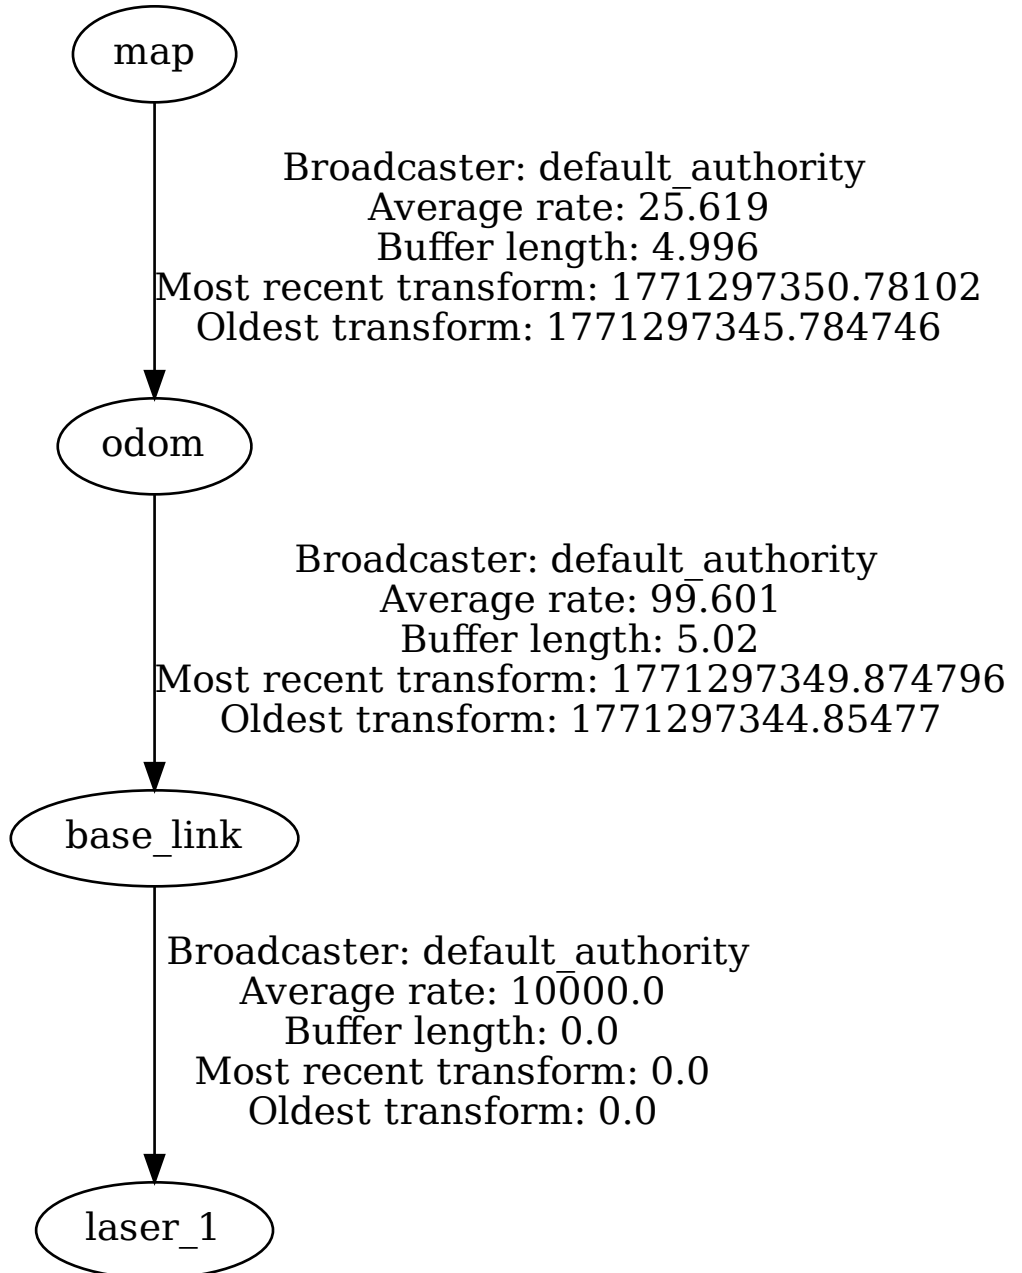 map
Broadcaster: default_authority
Average rate: 25.619
Buffer length: 4.996
Most recent transform: 1771297350.78102
Oldest transform: 1771297345.784746
odom
Broadcaster: default_authority
Average rate: 99.601
Buffer length: 5.02
Most recent transform: 1771297349.874796
Oldest transform: 1771297344.85477
base_link
Broadcaster: default_authority
Average rate: 10000.0
Buffer length: 0.0
Most recent transform: 0.0
Oldest transform: 0.0
laser_1